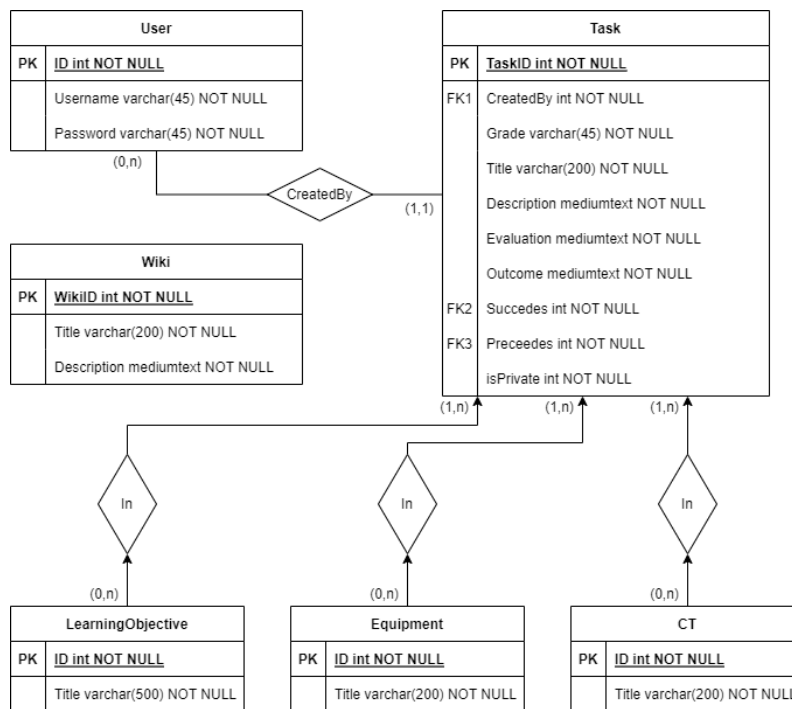 User
PK ID int NOT NULL
Username varchar(45) NOT NULL
Password varchar(45) NOT NULL
(0,n)
CreatedBy
(1,1)
Task
PK TaskID int NOT NULL
FK1 CreatedBy int NOT NULL
Grade varchar(45) NOT NULL
Title varchar(200) NOT NULL
Description mediumtext NOT NULL
Evaluation mediumtext NOT NULL
Outcome mediumtext NOT NULL
FK2 Succedes int NOT NULL
FK3 Preceedes int NOT NULL
isPrivate int NOT NULL
Wiki
PK WikiID int NOT NULL
Title varchar(200) NOT NULL
Description mediumtext NOT NULL
(1,n) (1,n) (1,n)
In In In
(0,n) (0,n) (0,n)
LearningObjective
PK ID int NOT NULL
Title varchar(500) NOT NULL
Equipment
PK ID int NOT NULL
Title varchar(200) NOT NULL
CT
PK ID int NOT NULL
Title varchar(200) NOT NULL